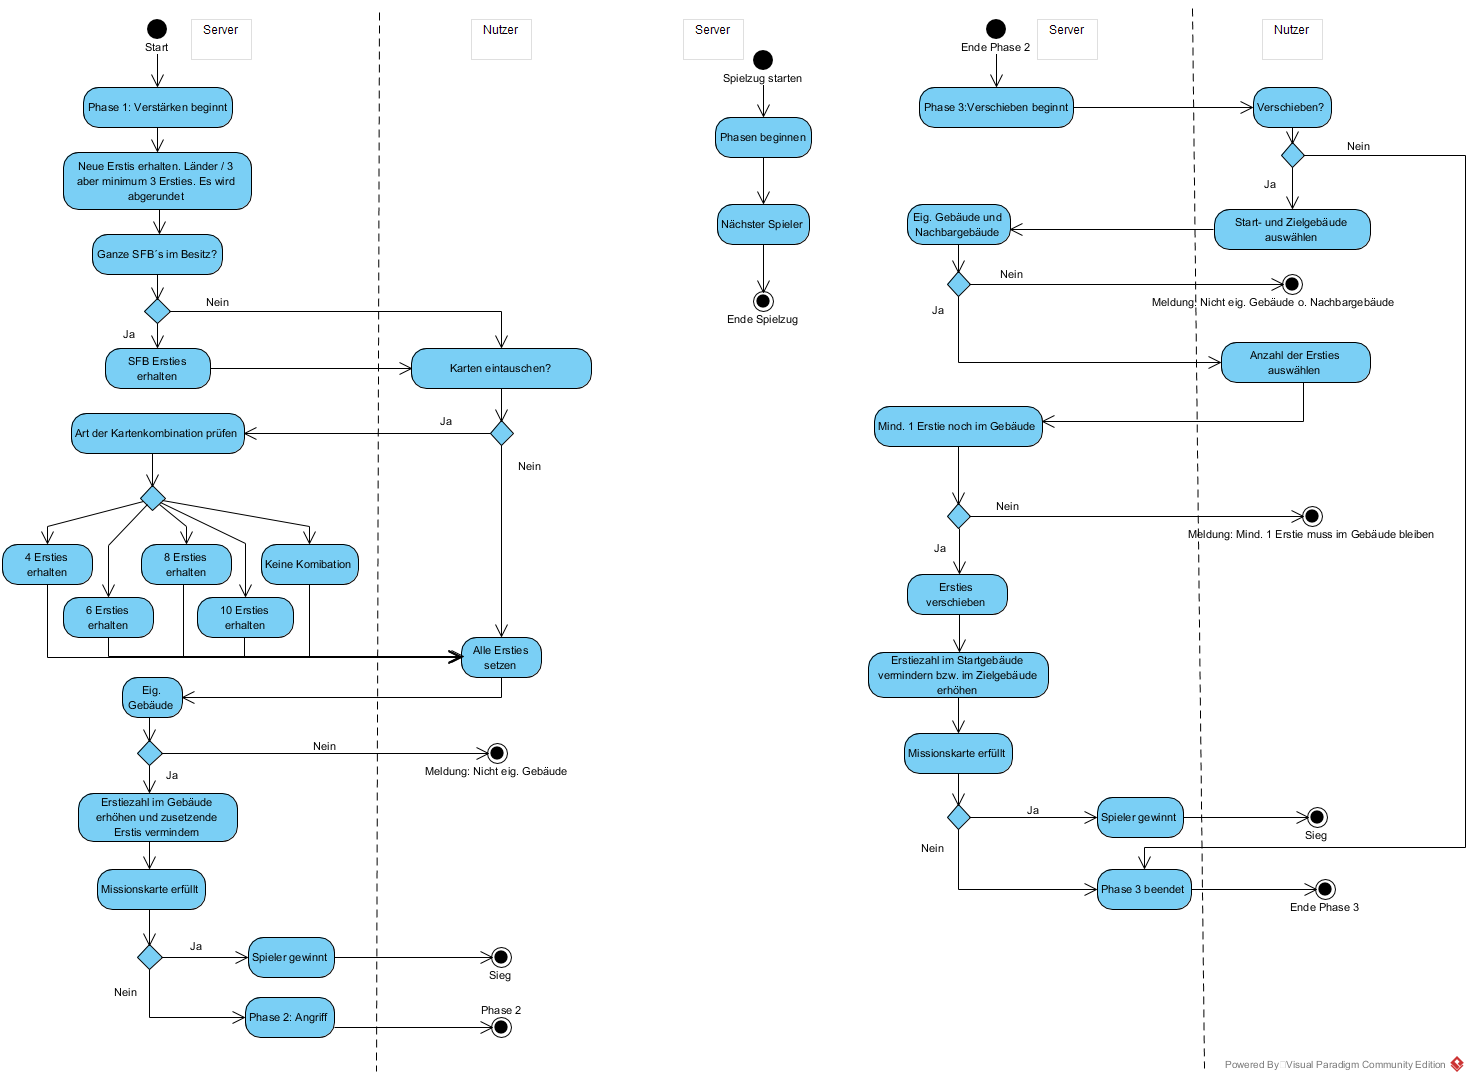 Server
Start
Nutzer
Phase 1: Verstärken beginnt
Neue Erstis erhalten. Länder / 3
aber minimum 3 Ersties. Es wird
abgerundet
Ganze SFB´s im Besitz?
Nein
Ja
SFB Ersties
erhalten
Karten eintauschen?
Ja
Art der Kartenkombination prüfen
Nein
4 Ersties
erhalten
8 Ersties
erhalten
Keine Komibation
6 Ersties
erhalten
10 Ersties
erhalten
Alle Ersties
setzen
Eig.
Gebäude
Nein
Meldung: Nicht eig. Gebäude
Ja
Erstiezahl im Gebäude
erhöhen und zusetzende
Erstis vermindern
Missionskarte erfüllt
Ja
Spieler gewinnt
Sieg
Nein
Phase 2: Angriff
Phase 2
Server
Spielzug starten
Phasen beginnen
Nächster Spieler
Ende Spielzug
Ende Phase 2
Server
Nutzer
Phase 3:Verschieben beginnt
Verschieben?
Nein
Ja
Start- und Zielgebäude
auswählen
Eig. Gebäude und
Nachbargebäude
Nein
Meldung: Nicht eig. Gebäude o. Nachbargebäude
Ja
Anzahl der Ersties
auswählen
Mind. 1 Erstie noch im Gebäude
Nein
Meldung: Mind. 1 Erstie muss im Gebäude bleiben
Ja
Ersties
verschieben
Erstiezahl im Startgebäude
vermindern bzw. im Zielgebäude
erhöhen
Missionskarte erfüllt
Ja
Spieler gewinnt
Sieg
Nein
Phase 3 beendet
Ende Phase 3
Powered By Visual Paradigm Community Edition